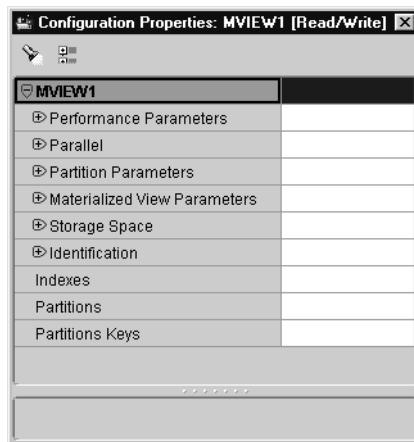 Configuration Properties: MVIEW1 [Read/Write]
MVIEW1
Performance Parameters
Parallel
Partition Parameters
Materialized View Parameters
Storage Space
Identification
Indexes
Partitions
Partitions Keys